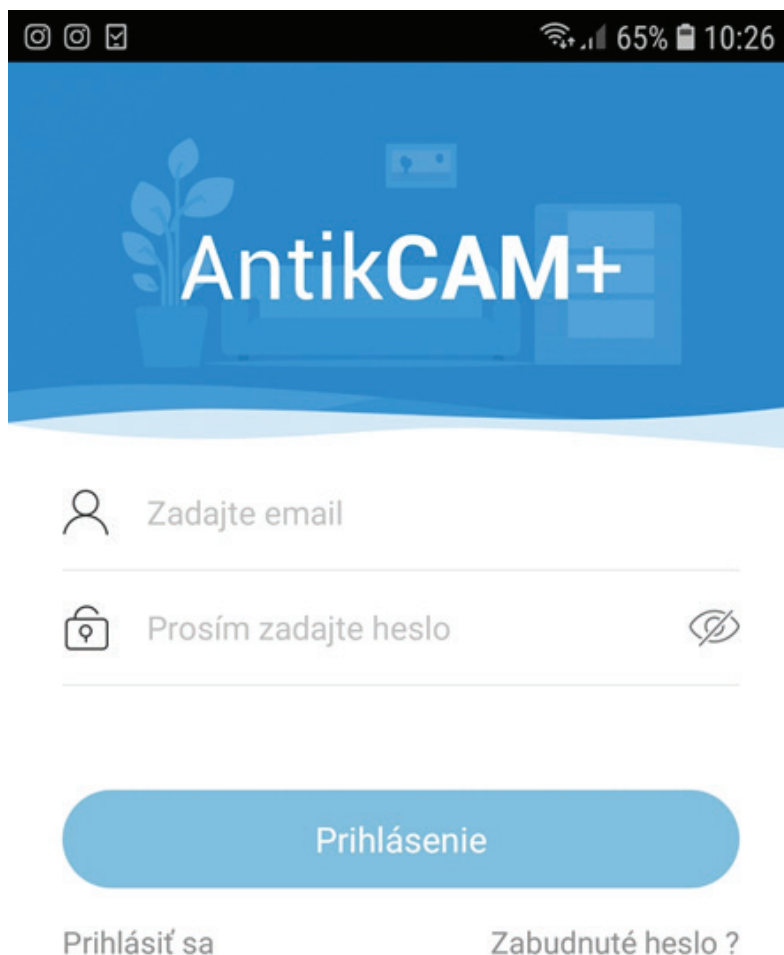 65% 10:26
AntikCAM+
Zadajte email
Prosím zadajte heslo
Prihlásenie
Prihlásiť sa
Zabudnuté heslo ?